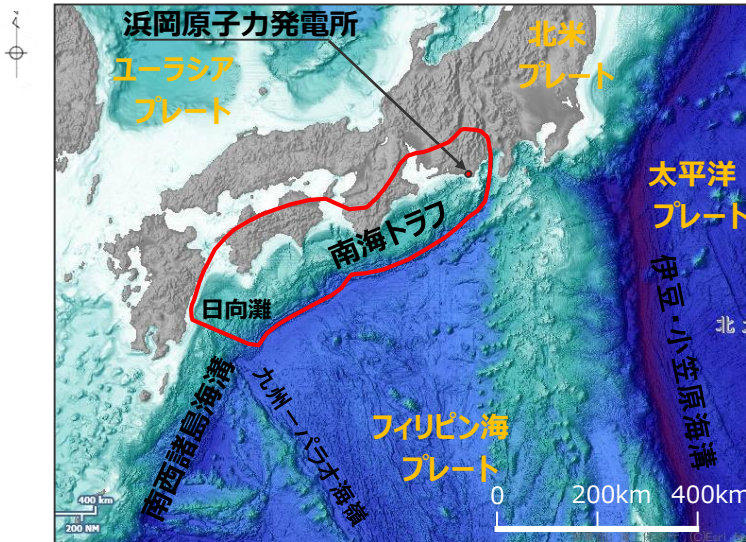 浜岡原子力発電所
北米
プレート
ユーラシア
プレート
太平洋
プレート
南海トラフ
日向灘
伊豆・小笠原海溝
北
南西諸島海溝
九州－パラオ海嶺
フィリピン海
プレート
400 km
200 NM
0 200km 400km